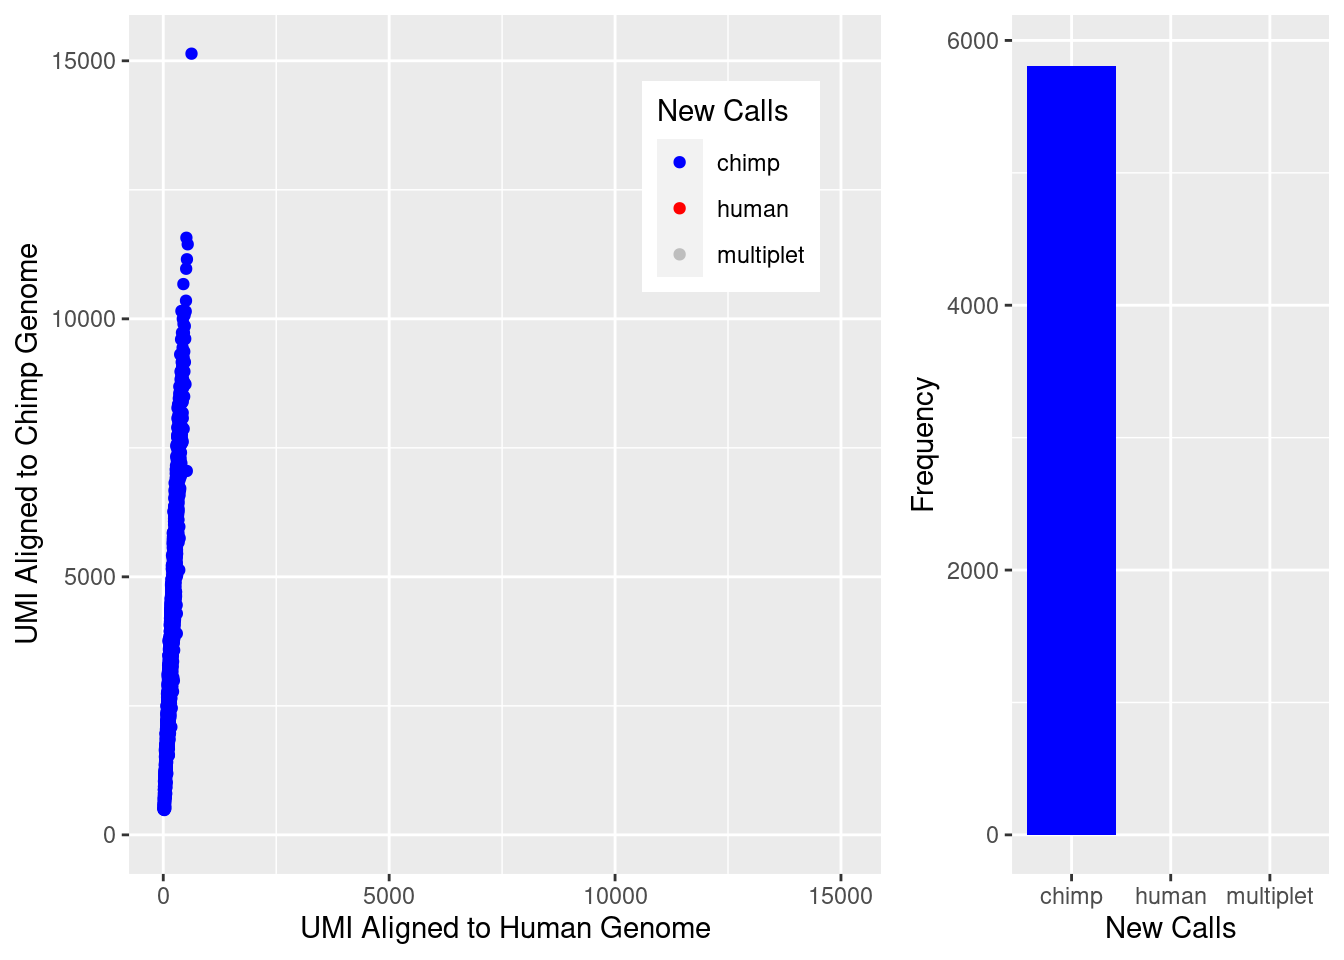 UMI Aligned to Chimp Genome
15000
10000
5000
0
0 5000 10000 15000
UMI Aligned to Human Genome
New Calls
chimp
human
multiplet
Frequency
6000
4000
2000
0
chimp human multiplet
New Calls